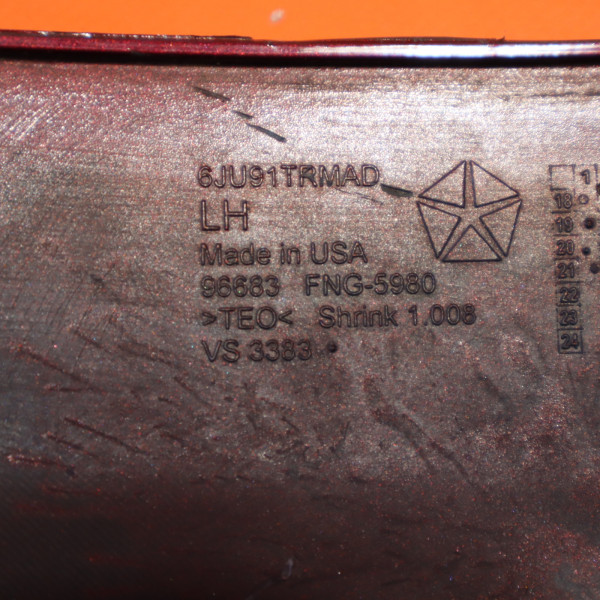 6JU91TRMAD
LH
Made in USA
96683 FNG-5980
>TEO< Shrink 1.008
VS 3383
1
18
19
20
21
22
23
24